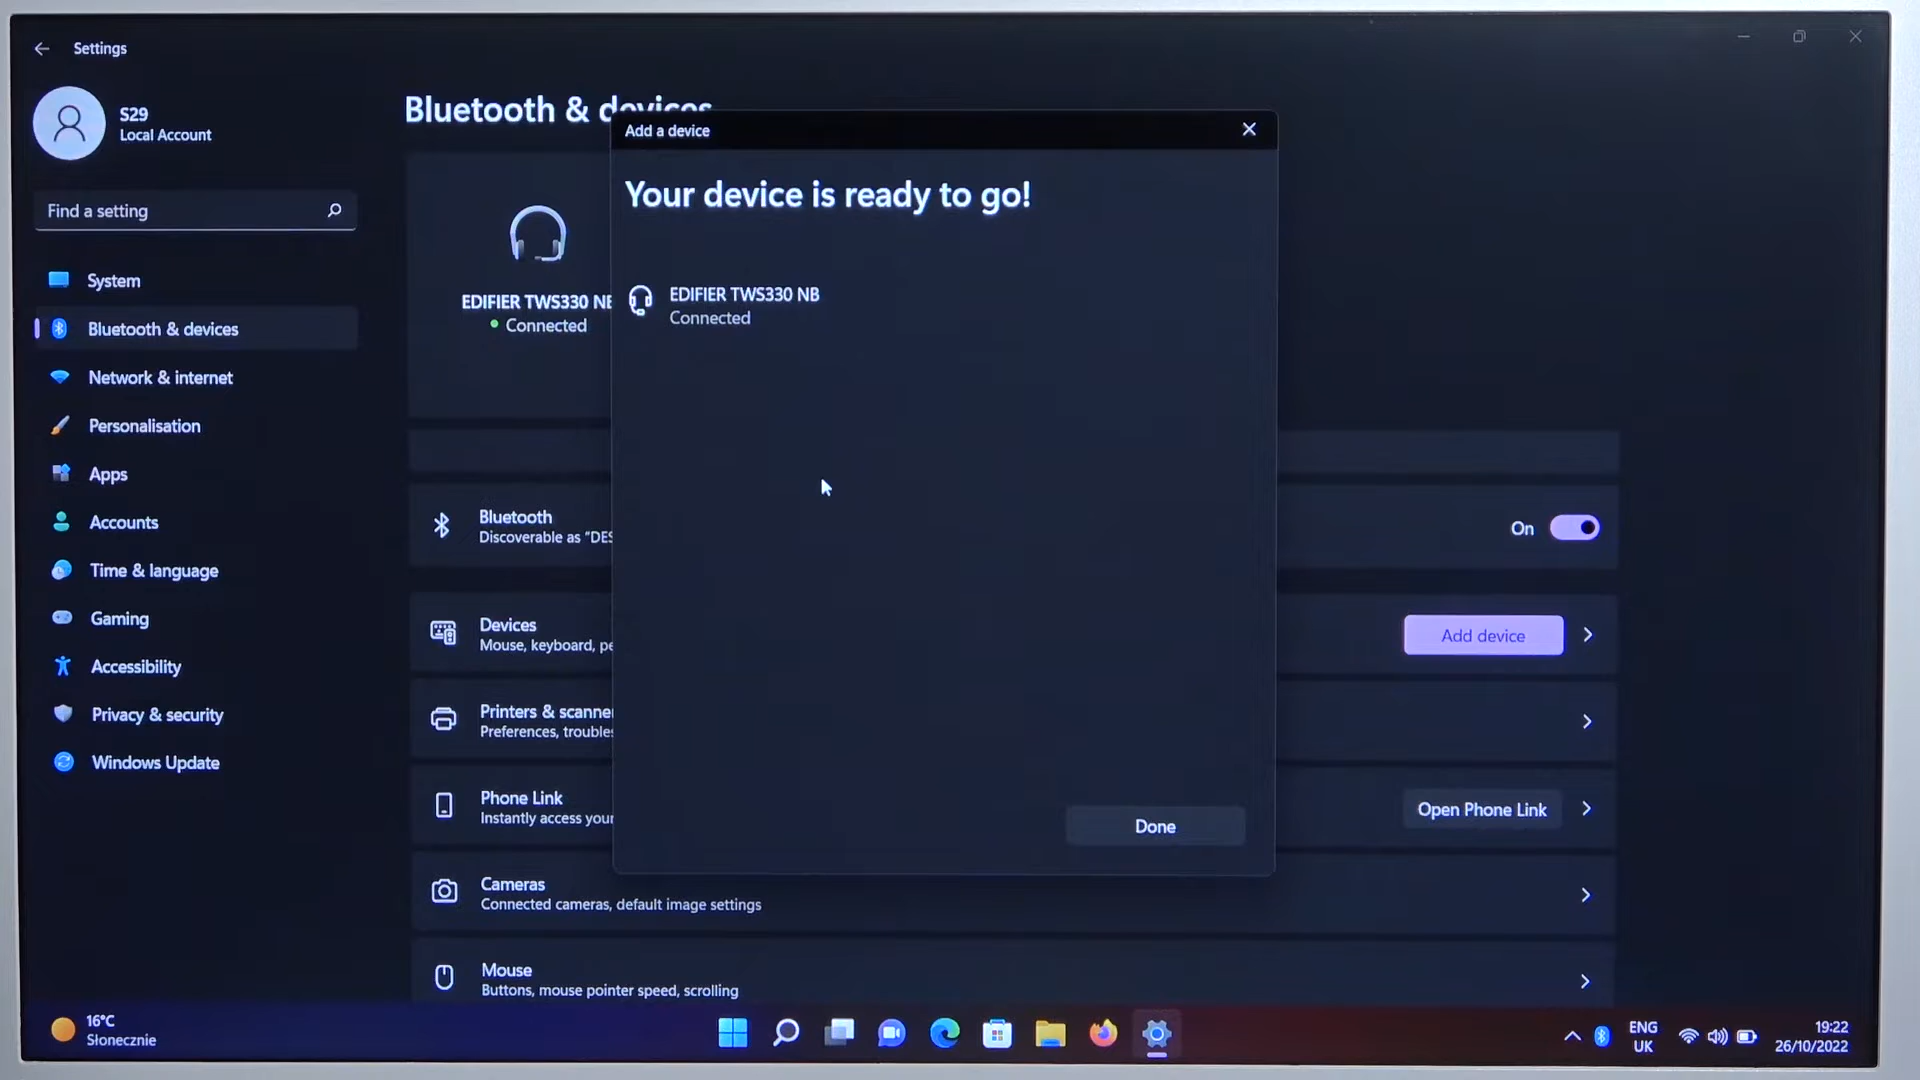 Settings
S29
Local Account
Find a setting
System
Bluetooth & devices
Network & internet
Personalisation
Apps
Accounts
Time & language
Gaming
Accessibility
Privacy & security
Windows Update
Bluetooth & devices
EDIFIER TWS330 NB
Connected
Add a device
Your device is ready to go!
EDIFIER TWS330 NB
Connected
Done
Bluetooth
Discoverable as "DES
On
Devices
Mouse, keyboard, pe
Add device
Printers & scanner
Preferences, troubles
Phone Link
Instantly access your
Open Phone Link
Cameras
Connected cameras, default image settings
Mouse
Buttons, mouse pointer speed, scrolling
16°C
Słonecznie
ENG
UK
19:22
26/10/2022